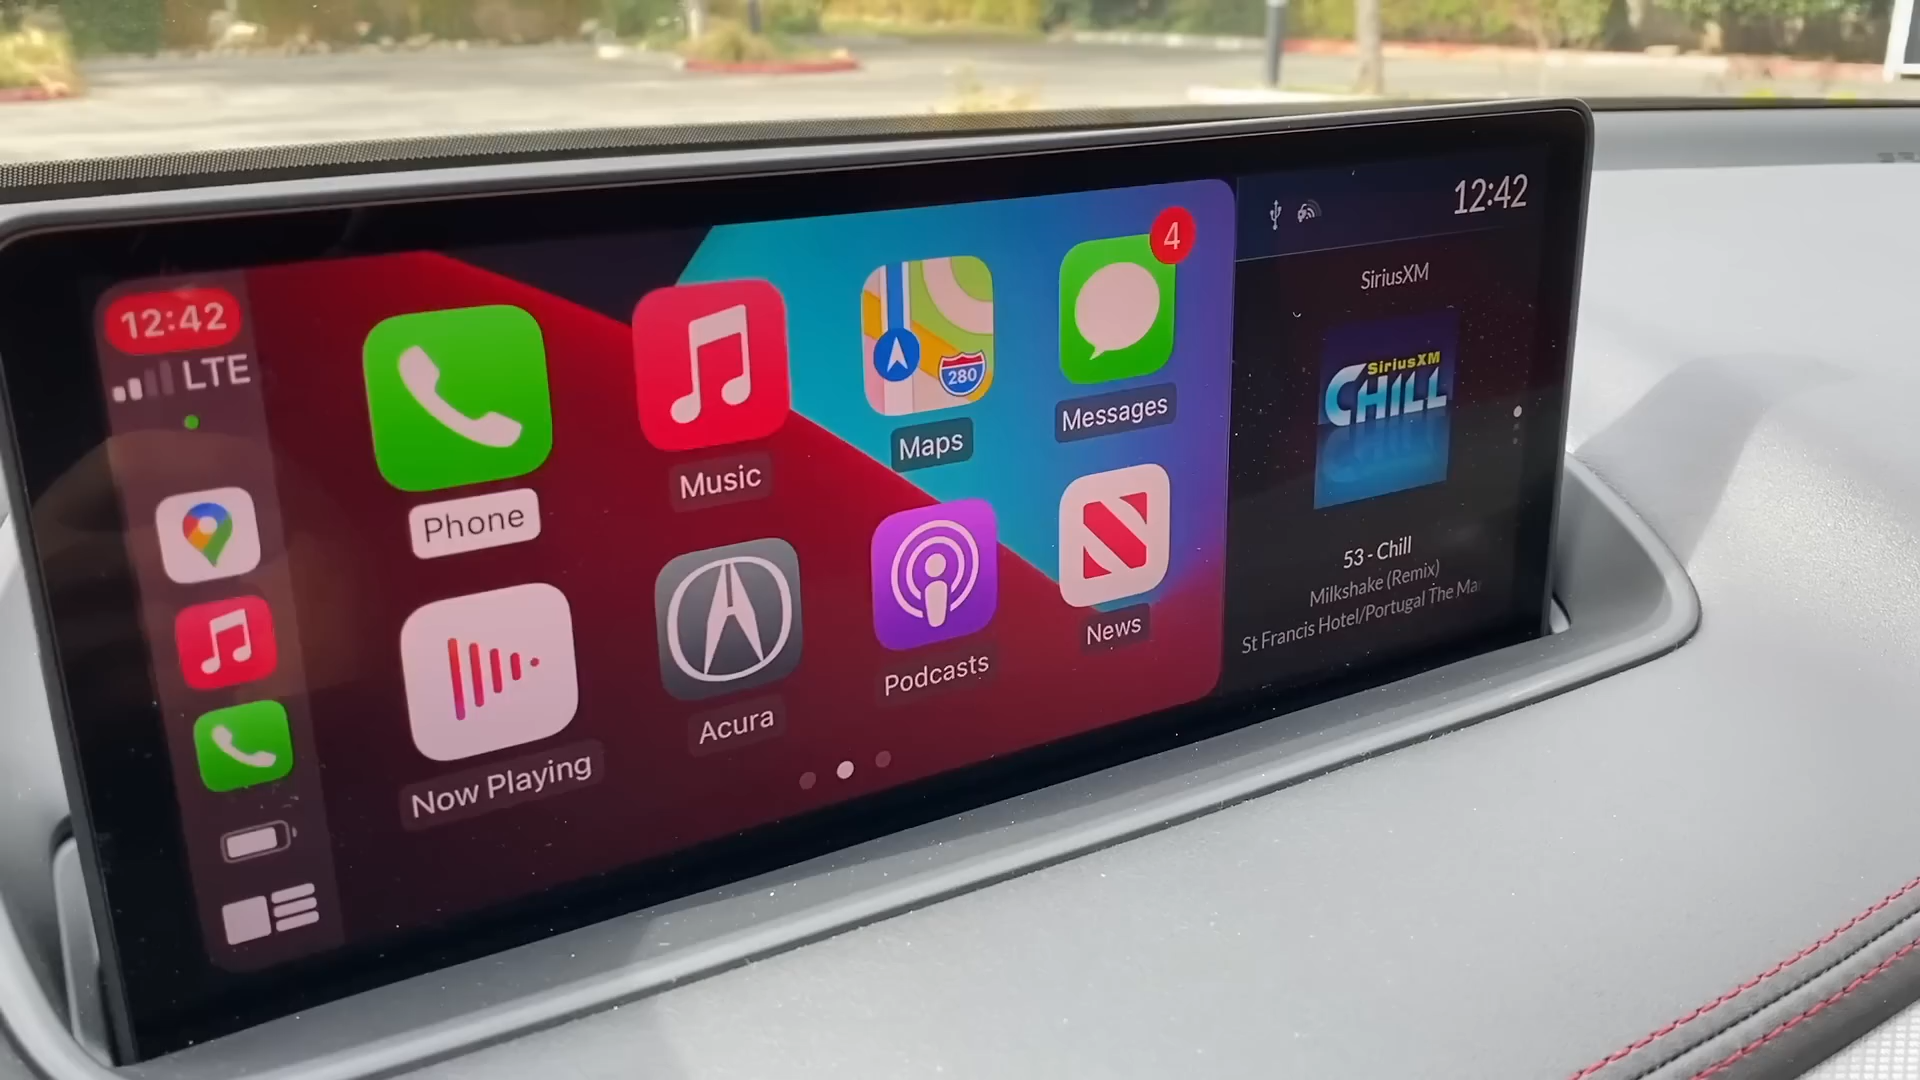 12:42
LTE
Phone
Music
280
Maps
4
Messages
Now Playing
Acura
Podcasts
News
12:42
SiriusXM
SiriusXM
CHILL
53 - Chill
Milkshake (Remix)
St Francis Hotel/Portugal The Ma